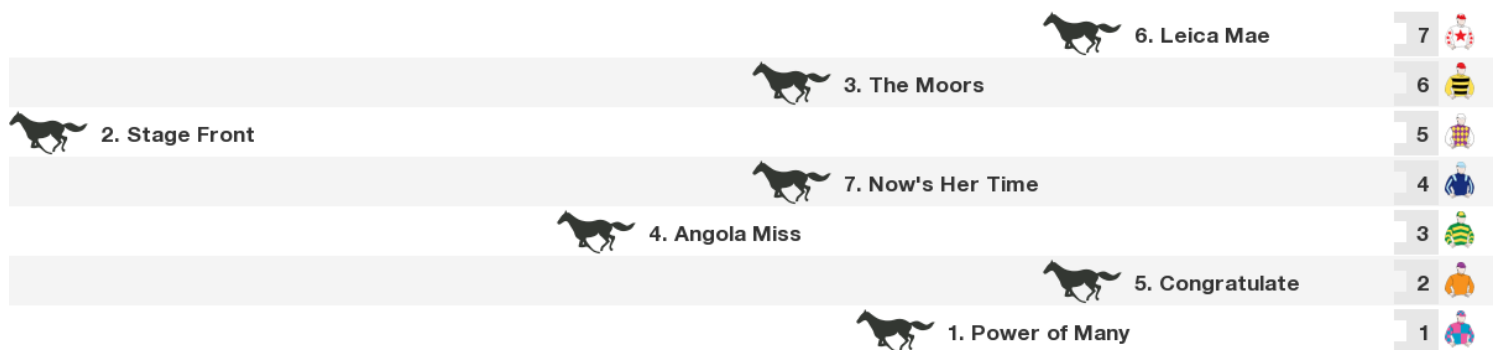 6. Leica Mae 7
3. The Moors 6
2. Stage Front 5
7. Now's Her Time 4
4. Angola Miss 3
5. Congratulate 2
1. Power of Many 1